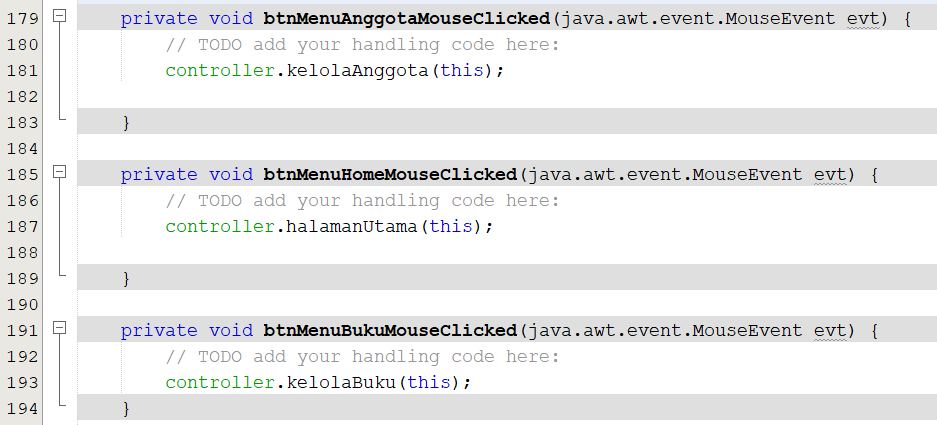 179 private void btnMenuAnggotaMouseClicked(java.awt.event.MouseEvent evt) {
180 // TODO add your handling code here:
181 controller.kelolaAnggota(this);
182
183 }
184
185 private void btnMenuHomeMouseClicked(java.awt.event.MouseEvent evt) {
186 // TODO add your handling code here:
187 controller.halamanUtama(this);
188
189 }
190
191 private void btnMenuBukuMouseClicked(java.awt.event.MouseEvent evt) {
192 // TODO add your handling code here:
193 controller.kelolaBuku(this);
194 }